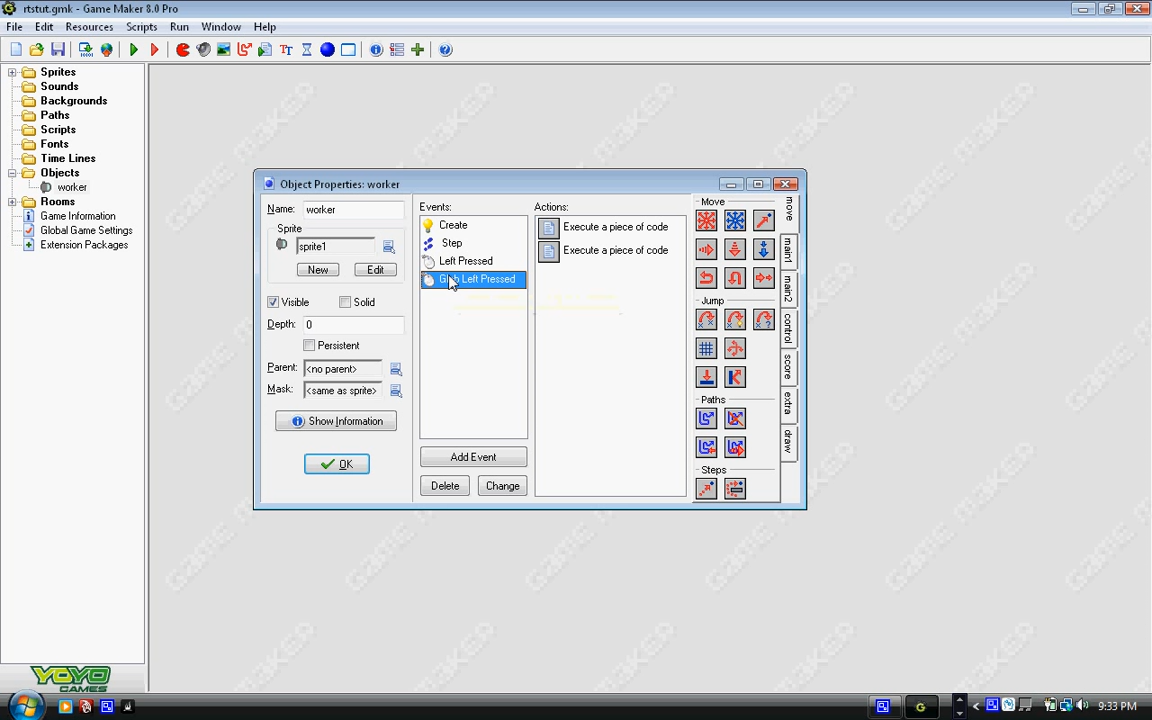 rtstut.gmk - Game Maker 8.0 Pro
File Edit Resources Scripts Run Window Help
Sprites
Sounds
Backgrounds
Paths
Scripts
Fonts
Time Lines
Objects
worker
Rooms
Game Information
Global Game Settings
Extension Packages
Object Properties: worker
Name: worker
Sprite
sprite1
New Edit
Visible Solid
Depth: 0
Persistent
Parent: <no parent>
Mask: <same as sprite>
Show Information
OK
Events:
Create
Step
Left Pressed
Glob Left Pressed
Add Event
Delete Change
Actions:
Execute a piece of code
Execute a piece of code
Move
Jump
Paths
Steps
move
main1
main2
control
score
extra
draw
YOYO
GAMES
9:33 PM